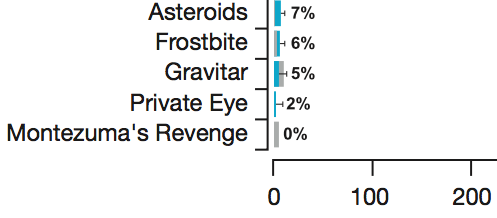 Asteroids 7%
Frostbite 6%
Gravitar 5%
Private Eye 2%
Montezuma's Revenge 0%
0 100 200